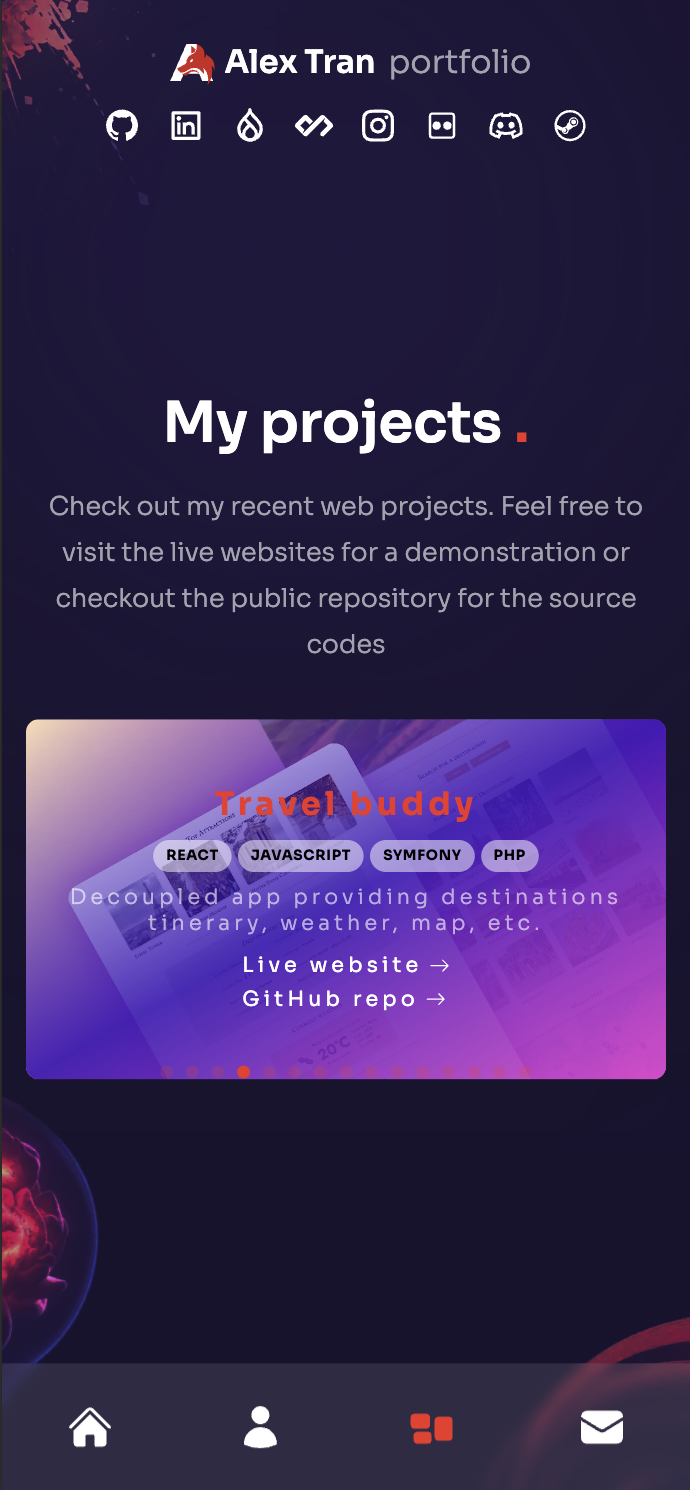 Alex Tran portfolio
My projects .
Check out my recent web projects. Feel free to
visit the live websites for a demonstration or
checkout the public repository for the source
codes
Travel buddy
REACT JAVASCRIPT SYMFONY PHP
Decoupled app providing destinations
tinerary, weather, map, etc.
Live website →
GitHub repo →
20°C